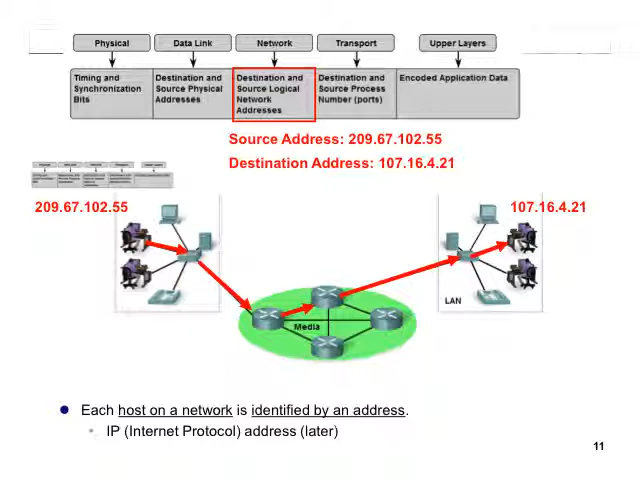 Physical
Data Link
Network
Transport
Upper Layers
Timing and
Synchronization
Bits
Destination and
Source Physical
Addresses
Destination and
Source Logical
Network
Addresses
Destination and
Source Process
Number (ports)
Encoded Application Data
Source Address: 209.67.102.55
Destination Address: 107.16.4.21
209.67.102.55
107.16.4.21
LAN
Media
Each host on a network is identified by an address.
IP (Internet Protocol) address (later)
11